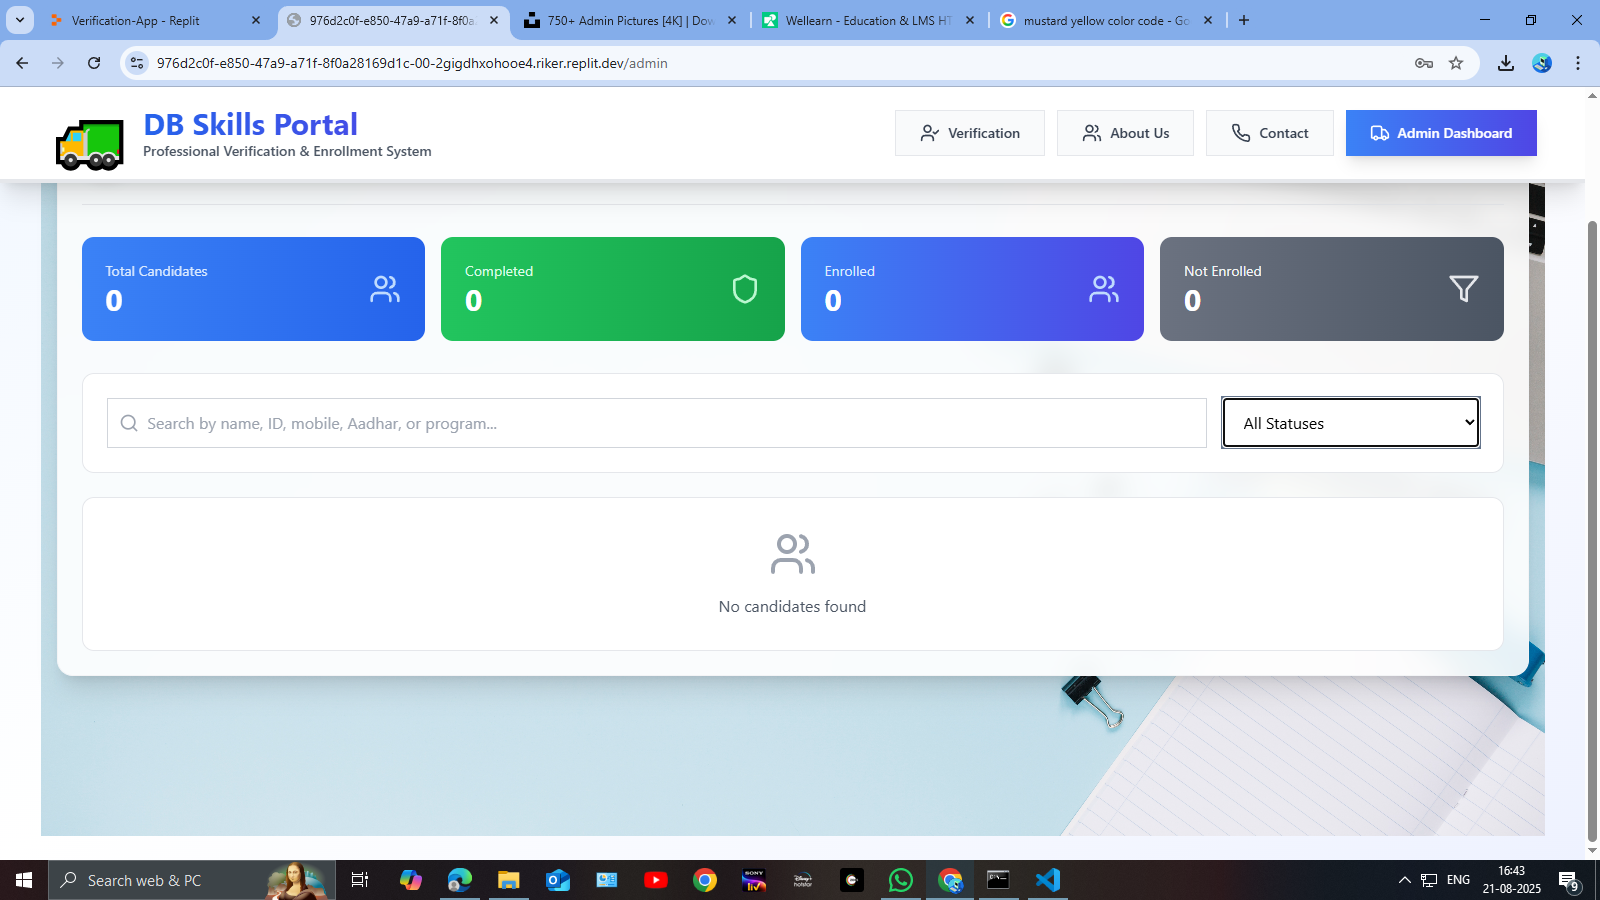 Verification-App - Replit
976d2c0f-e850-47a9-a71f-8f0a
750+ Admin Pictures [4K] | Dow
Wellearn - Education & LMS HT
mustard yellow color code - Go
976d2c0f-e850-47a9-a71f-8f0a28169d1c-00-2gigdhxohooe4.riker.replit.dev/admin
DB Skills Portal
Professional Verification & Enrollment System
Verification
About Us
Contact
Admin Dashboard
Total Candidates
0
Completed
0
Enrolled
0
Not Enrolled
0
Search by name, ID, mobile, Aadhar, or program...
All Statuses
No candidates found
Search web & PC
SONY
liv
hotstar
ENG
16:43
21-08-2025
9